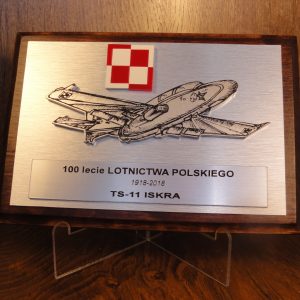 100 lecie LOTNICTWA POLSKIEGO
1918-2018
TS-11 ISKRA